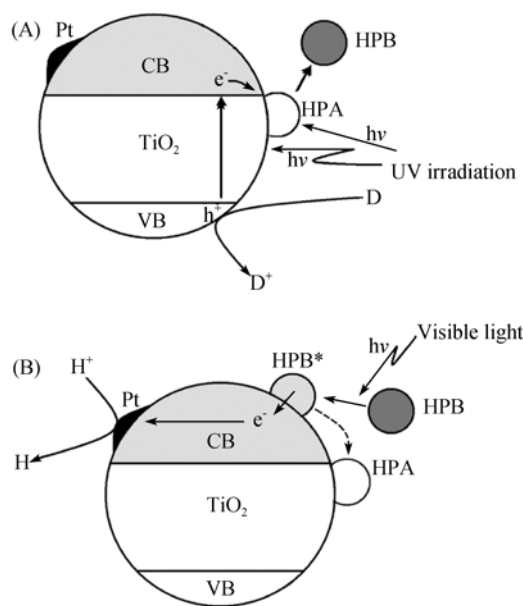 (A)
Pt
HPB
CB
e⁻
HPA
TiO₂
hν
hν
UV irradiation
VB
h⁺
D
D⁺
(B)
Visible light
hν
H⁺
HPB*
Pt
HPB
e⁻
CB
H
HPA
TiO₂
VB